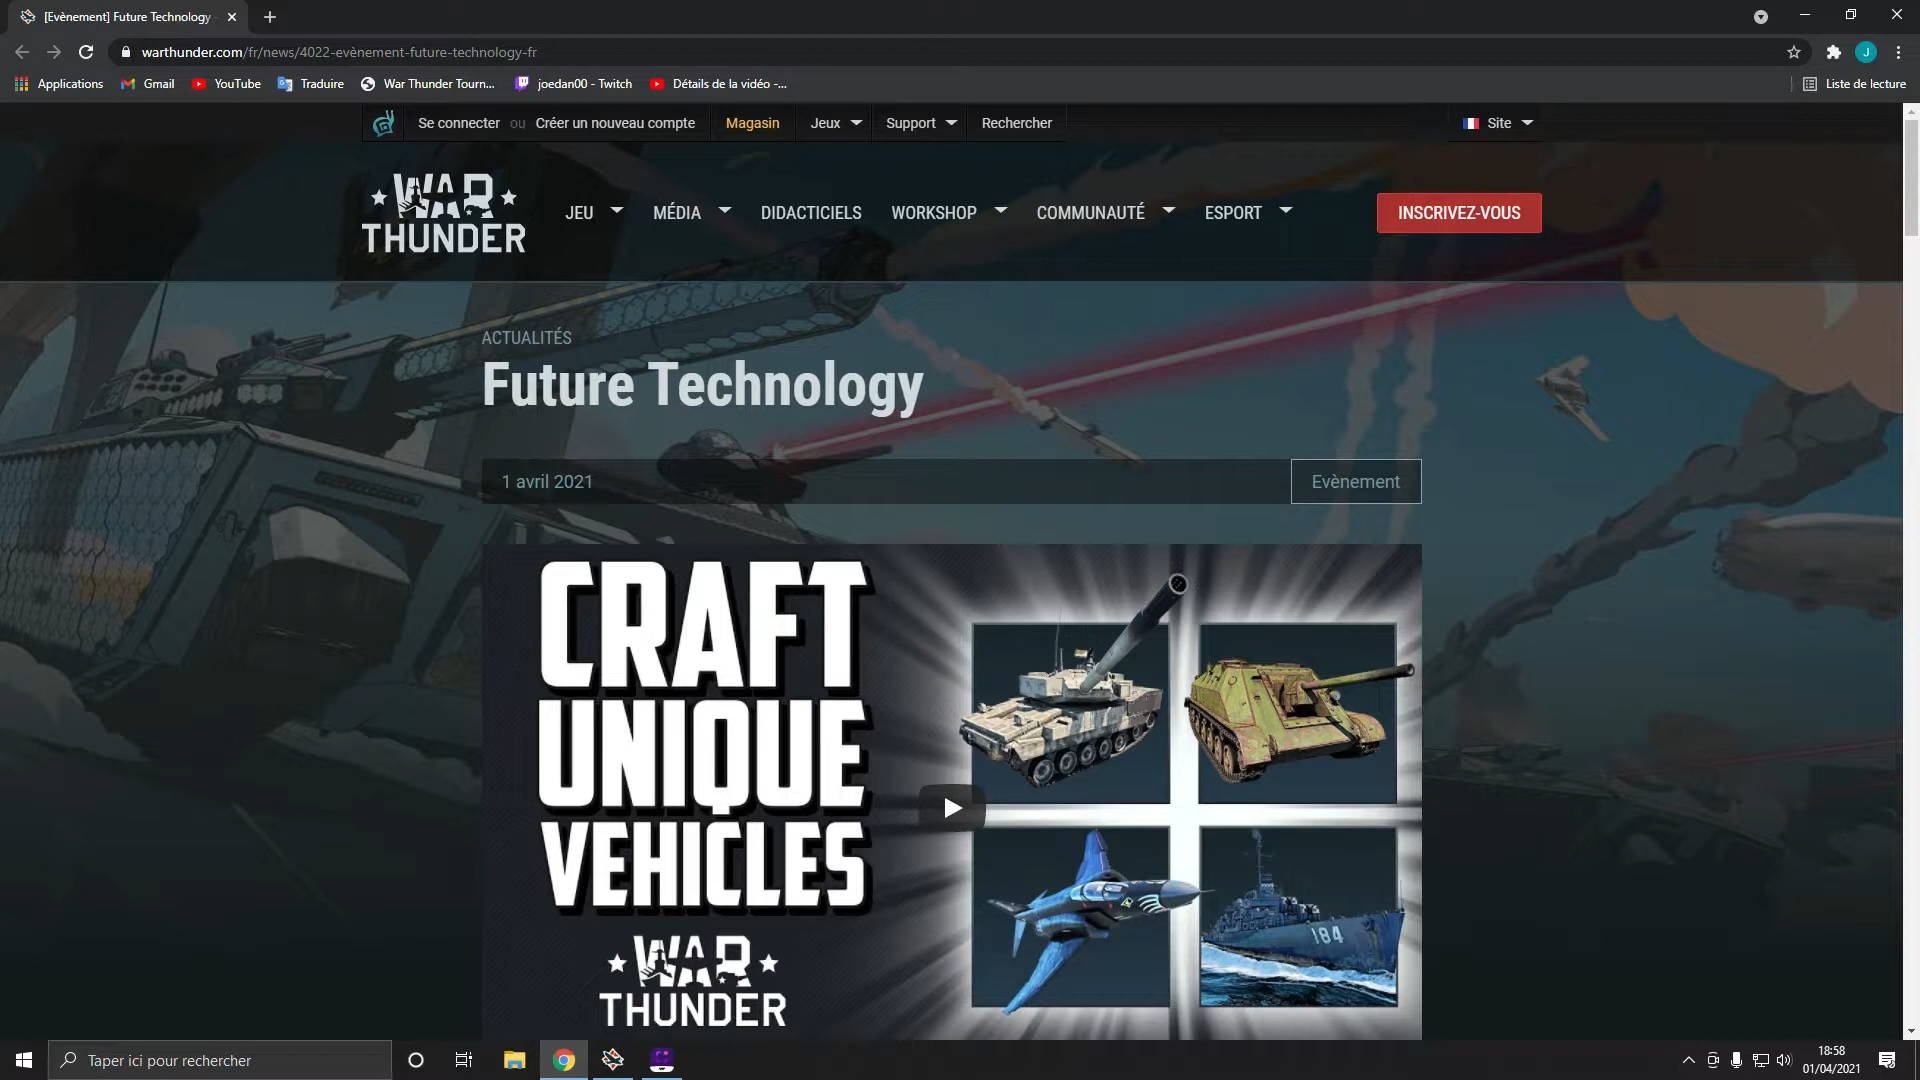 [Evènement] Future Technology -
warthunder.com/fr/news/4022-evènement-future-technology-fr
J
Applications
Gmail
YouTube
Traduire
War Thunder Tourn...
joedan00 - Twitch
Détails de la vidéo -...
Liste de lecture
Se connecter ou Créer un nouveau compte
Magasin
Jeux
Support
Rechercher
Site
WAR
THUNDER
JEU
MÉDIA
DIDACTICIELS
WORKSHOP
COMMUNAUTÉ
ESPORT
INSCRIVEZ-VOUS
ACTUALITÉS
Future Technology
1 avril 2021
Evènement
CRAFT
UNIQUE
VEHICLES
WAR
THUNDER
184
Taper ici pour rechercher
18:58
01/04/2021